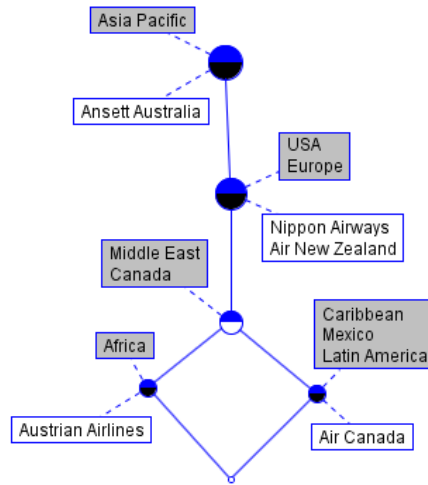 Asia Pacific
Ansett Australia
USA
Europe
Nippon Airways
Air New Zealand
Middle East
Canada
Caribbean
Mexico
Latin America
Africa
Austrian Airlines
Air Canada